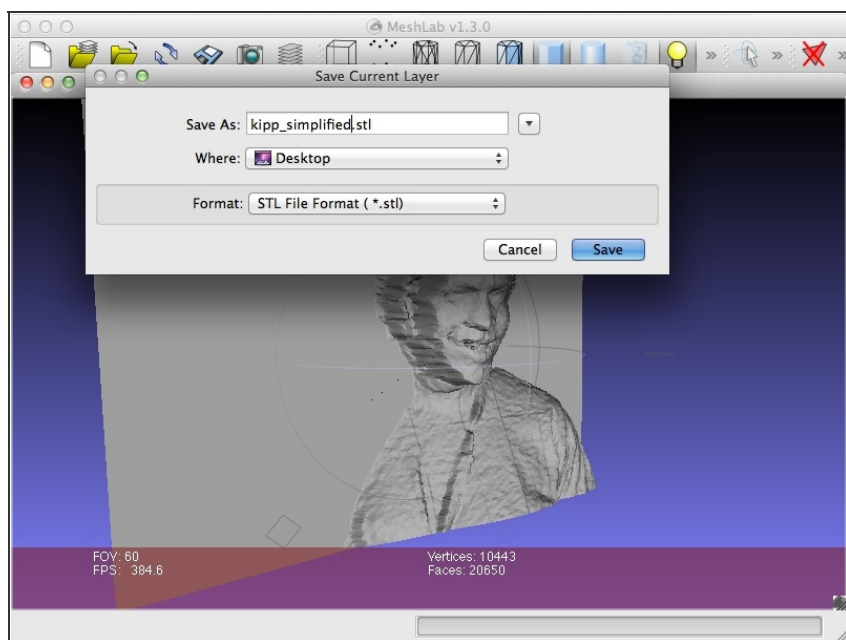 MeshLab v1.3.0
Save Current Layer
Save As: kipp_simplified.stl
Where: Desktop
Format: STL File Format ( *.stl)
Cancel Save
FOV: 60 Vertices: 10443
FPS: 384.6 Faces: 20650